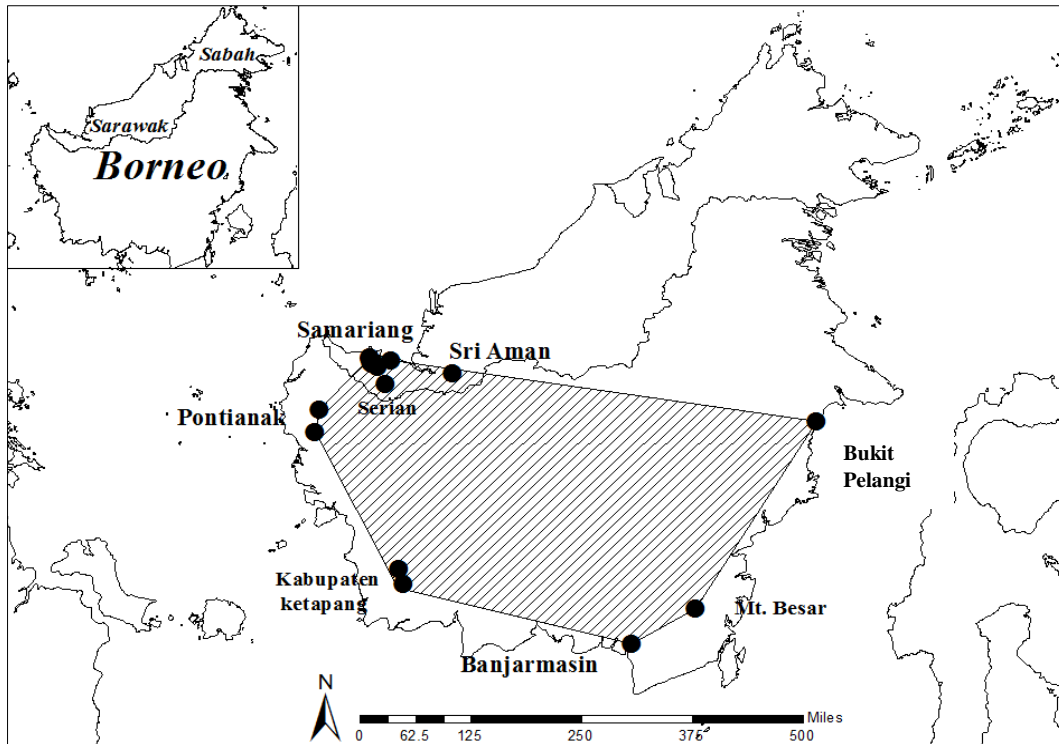 Sabah
Sarawak
Borneo
Samariang
Sri Aman
Serian
Pontianak
Bukit
Pelangi
Kabupaten
ketapang
Mt. Besar
Banjarmasin
N
Miles
0 62.5 125 250 376 500